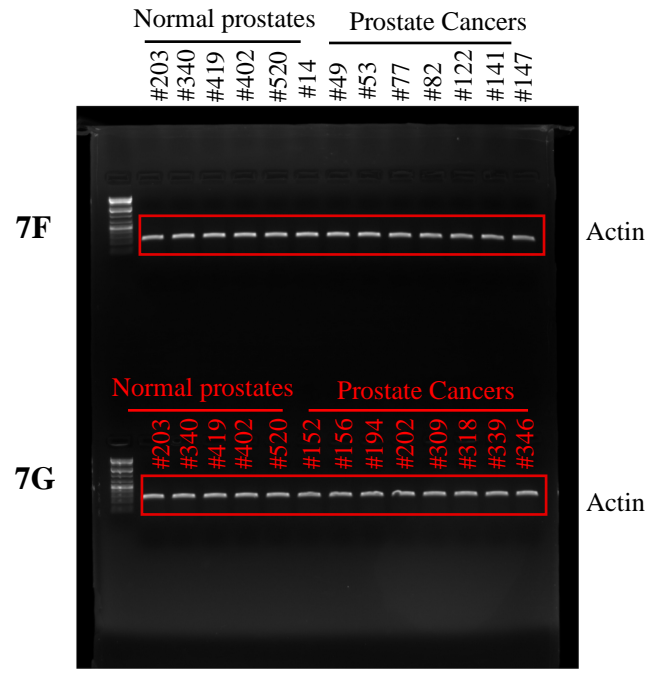 Normal prostates Prostate Cancers
#203 #340 #419 #402 #520 #14 #49 #53 #77 #82 #122 #141 #147
7F Actin
Normal prostates Prostate Cancers
#203 #340 #419 #402 #520 #152 #156 #194 #202 #309 #318 #339 #346
7G Actin